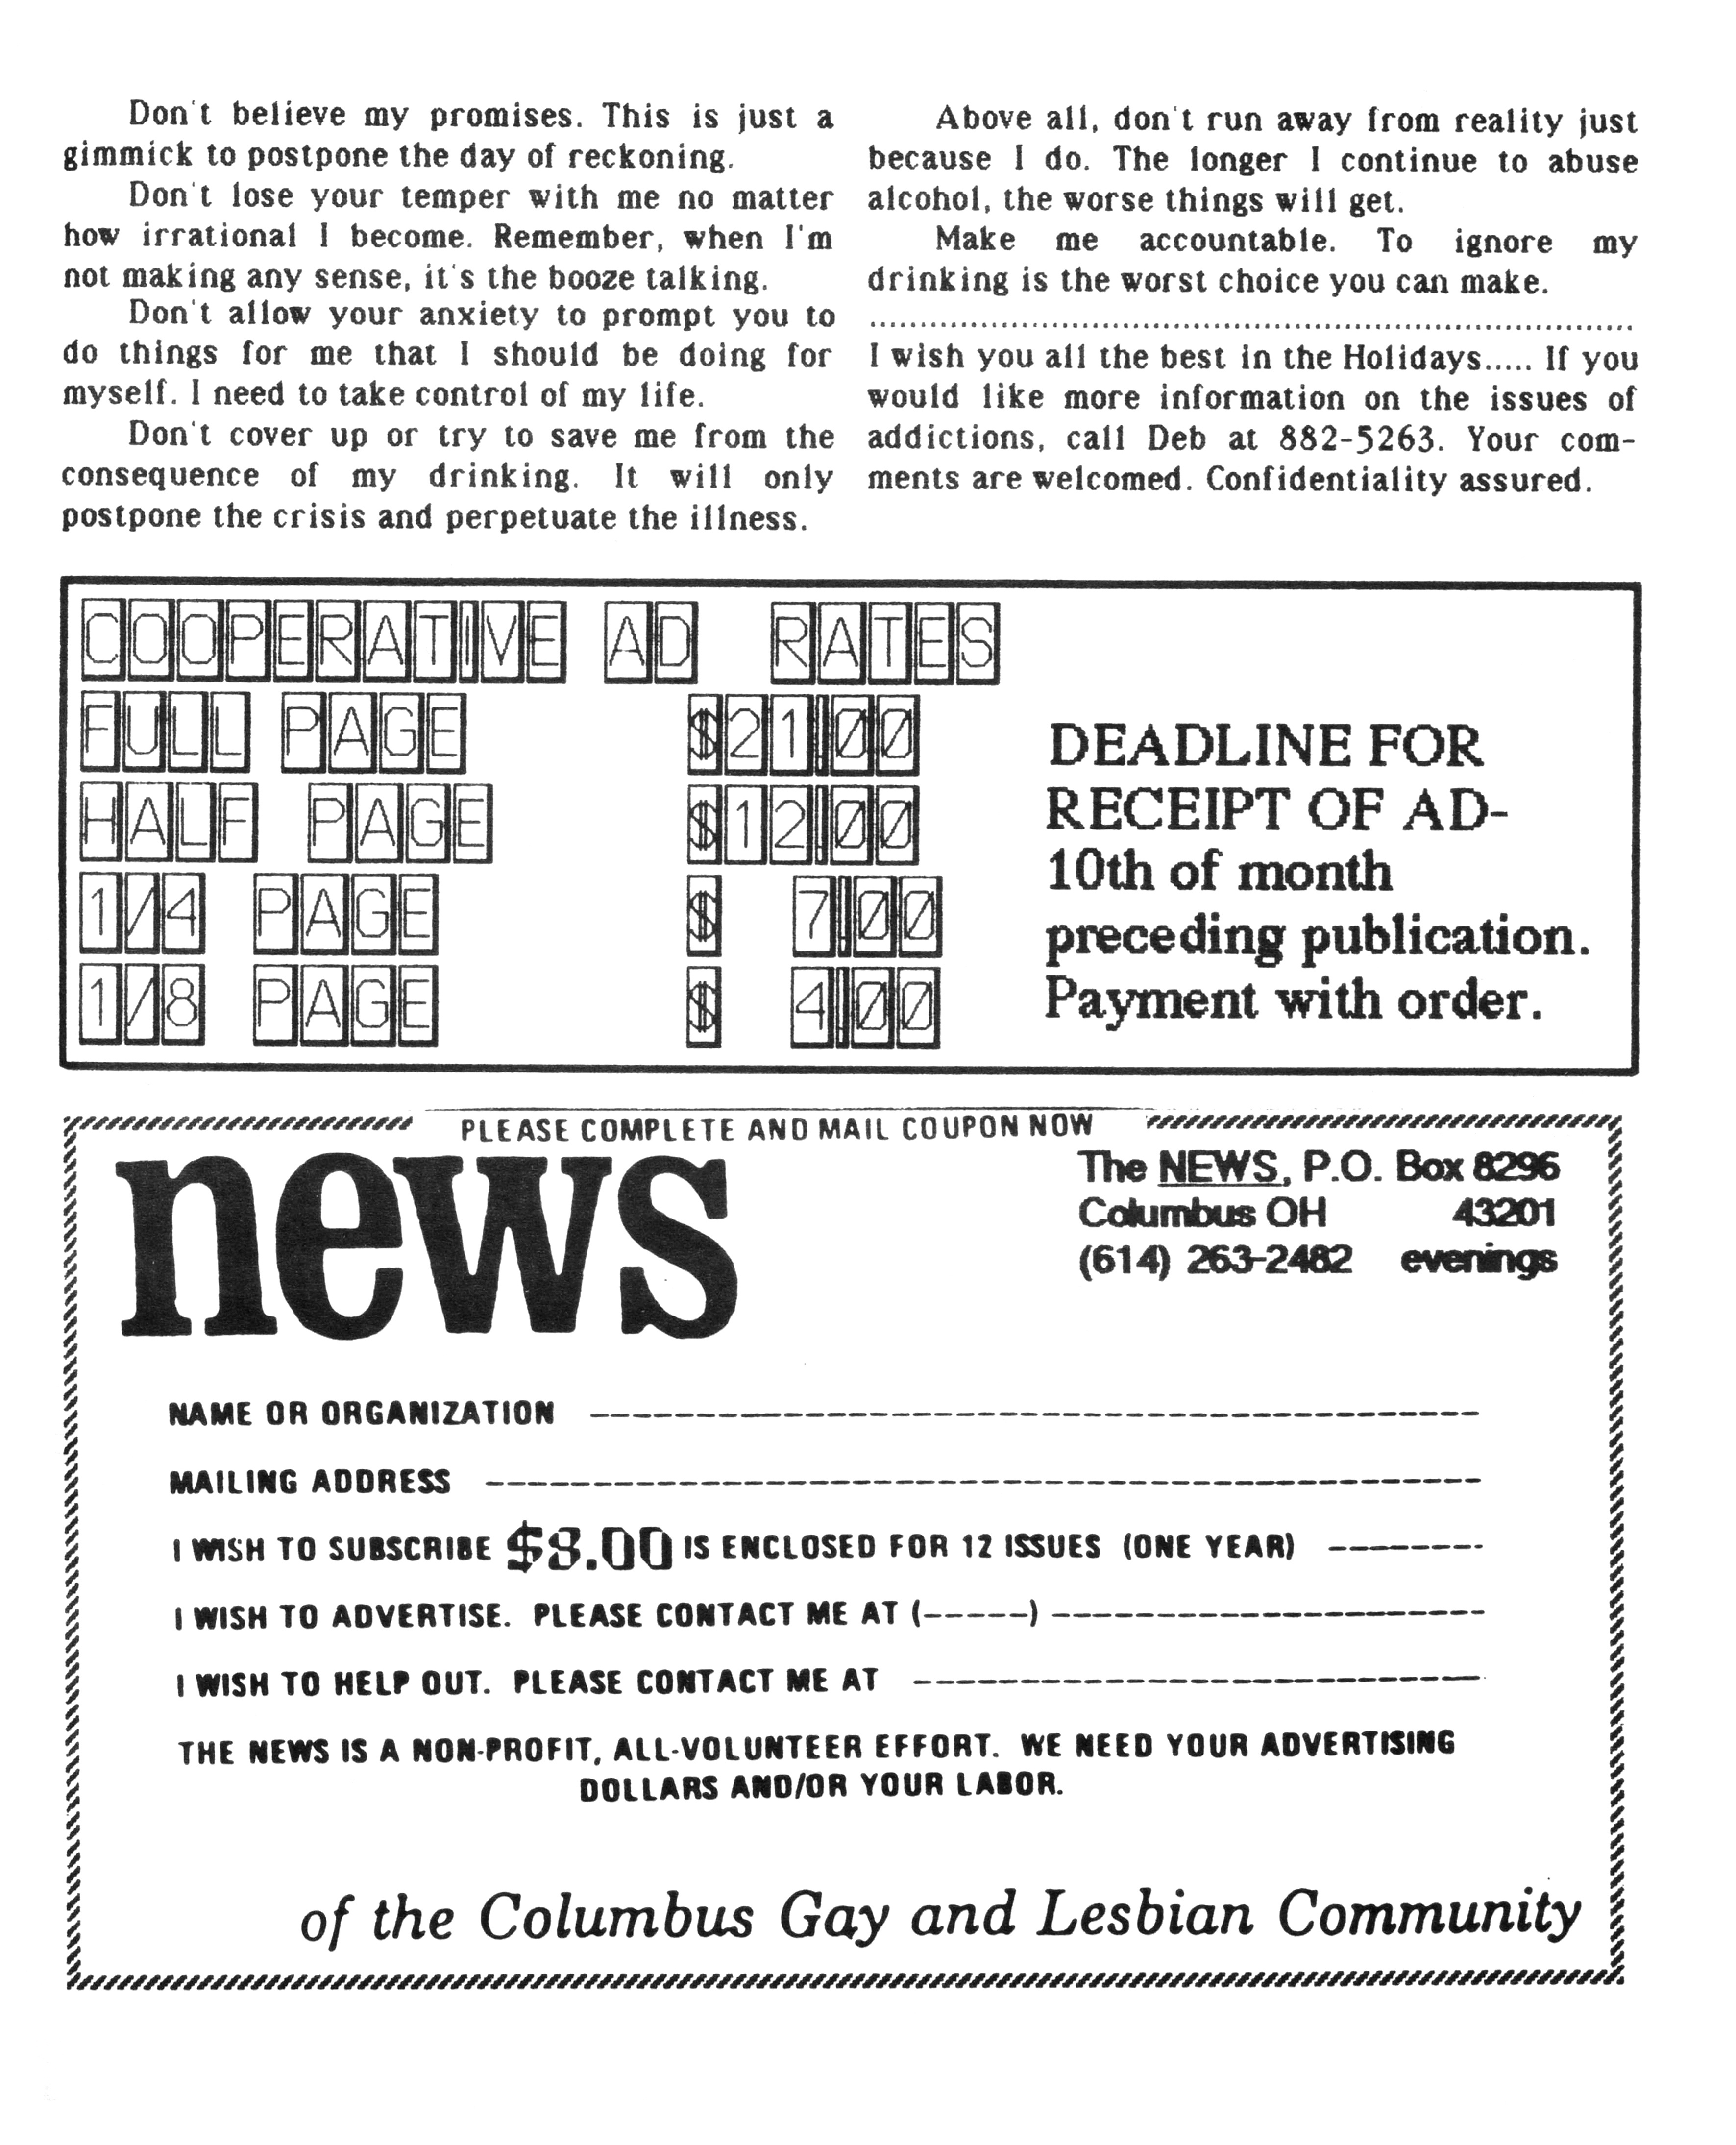 Don't believe my promises. This is just a
gimmick to postpone the day of reckoning.
Don't lose your temper with me no matter
how irrational I become. Remember, when I'm
not making any sense, it's the booze talking.
Don't allow your anxiety to prompt you to
do things for me that I should be doing for
myself. I need to take control of my life.
Don't cover up or try to save me from the
consequence of my drinking. It will only
postpone the crisis and perpetuate the illness.
Above all, don't run away from reality just
because I do. The longer I continue to abuse
alcohol, the worse things will get.
Make me accountable. To ignore my
drinking is the worst choice you can make.
................................................................................
I wish you all the best in the Holidays..... If you
would like more information on the issues of
addictions, call Deb at 882-5263. Your com-
ments are welcomed. Confidentiality assured.
COOPERATIVE AD RATES
FULL PAGE $21.00
HALF PAGE $12.00
1/4 PAGE $ 7.00
1/8 PAGE $ 4.00
DEADLINE FOR
RECEIPT OF AD-
10th of month
preceding publication.
Payment with order.
PLEASE COMPLETE AND MAIL COUPON NOW
news
The NEWS, P.O. Box 8296
Columbus OH 43201
(614) 263-2482 evenings
NAME OR ORGANIZATION ----------------------------------------
MAILING ADDRESS ----------------------------------------
I WISH TO SUBSCRIBE $8.00 IS ENCLOSED FOR 12 ISSUES (ONE YEAR) --------
I WISH TO ADVERTISE. PLEASE CONTACT ME AT (-----) ---------------------
I WISH TO HELP OUT. PLEASE CONTACT ME AT ---------------------------
THE NEWS IS A NON-PROFIT, ALL-VOLUNTEER EFFORT. WE NEED YOUR ADVERTISING
DOLLARS AND/OR YOUR LABOR.
of the Columbus Gay and Lesbian Community